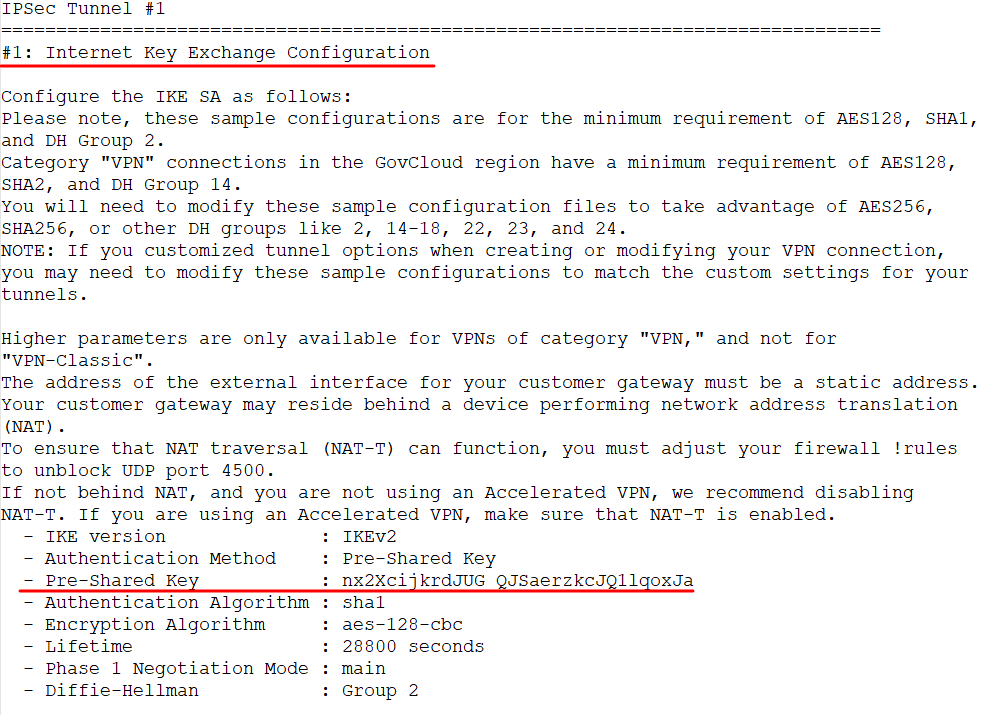 IPSec Tunnel #1
================================================================================
#1: Internet Key Exchange Configuration
Configure the IKE SA as follows:
Please note, these sample configurations are for the minimum requirement of AES128, SHA1,
and DH Group 2.
Category "VPN" connections in the GovCloud region have a minimum requirement of AES128,
SHA2, and DH Group 14.
You will need to modify these sample configuration files to take advantage of AES256,
SHA256, or other DH groups like 2, 14-18, 22, 23, and 24.
NOTE: If you customized tunnel options when creating or modifying your VPN connection,
you may need to modify these sample configurations to match the custom settings for your
tunnels.
Higher parameters are only available for VPNs of category "VPN," and not for
"VPN-Classic".
The address of the external interface for your customer gateway must be a static address.
Your customer gateway may reside behind a device performing network address translation
(NAT).
To ensure that NAT traversal (NAT-T) can function, you must adjust your firewall !rules
to unblock UDP port 4500.
If not behind NAT, and you are not using an Accelerated VPN, we recommend disabling
NAT-T. If you are using an Accelerated VPN, make sure that NAT-T is enabled.
- IKE version : IKEv2
- Authentication Method : Pre-Shared Key
- Pre-Shared Key : nx2XcijkrdJUG_QJSaerzkcJQ1lqoxJa
- Authentication Algorithm : sha1
- Encryption Algorithm : aes-128-cbc
- Lifetime : 28800 seconds
- Phase 1 Negotiation Mode : main
- Diffie-Hellman : Group 2